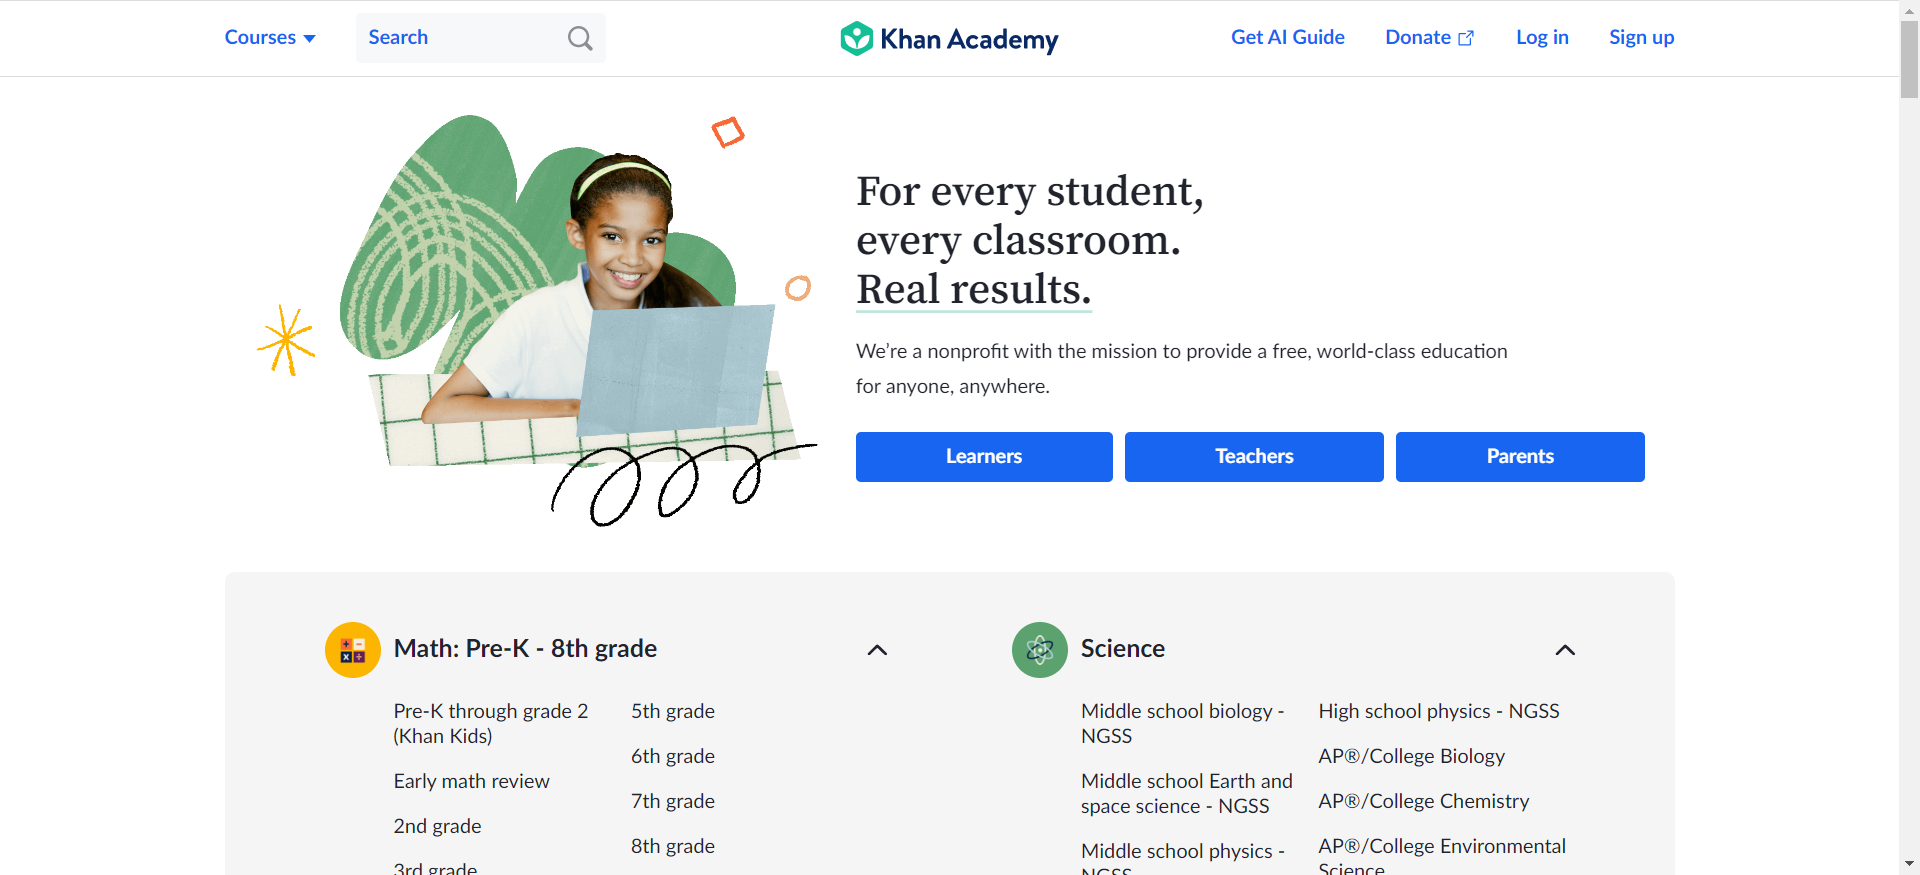 Courses
Search
Khan Academy
Get AI Guide
Donate
Log in
Sign up
For every student,
every classroom.
Real results.
We’re a nonprofit with the mission to provide a free, world-class education
for anyone, anywhere.
Learners
Teachers
Parents
Math: Pre-K - 8th grade
Pre-K through grade 2
(Khan Kids)
Early math review
2nd grade
3rd grade
5th grade
6th grade
7th grade
8th grade
Science
Middle school biology -
NGSS
Middle school Earth and
space science - NGSS
Middle school physics -
NGSS
High school physics - NGSS
AP®/College Biology
AP®/College Chemistry
AP®/College Environmental
Science